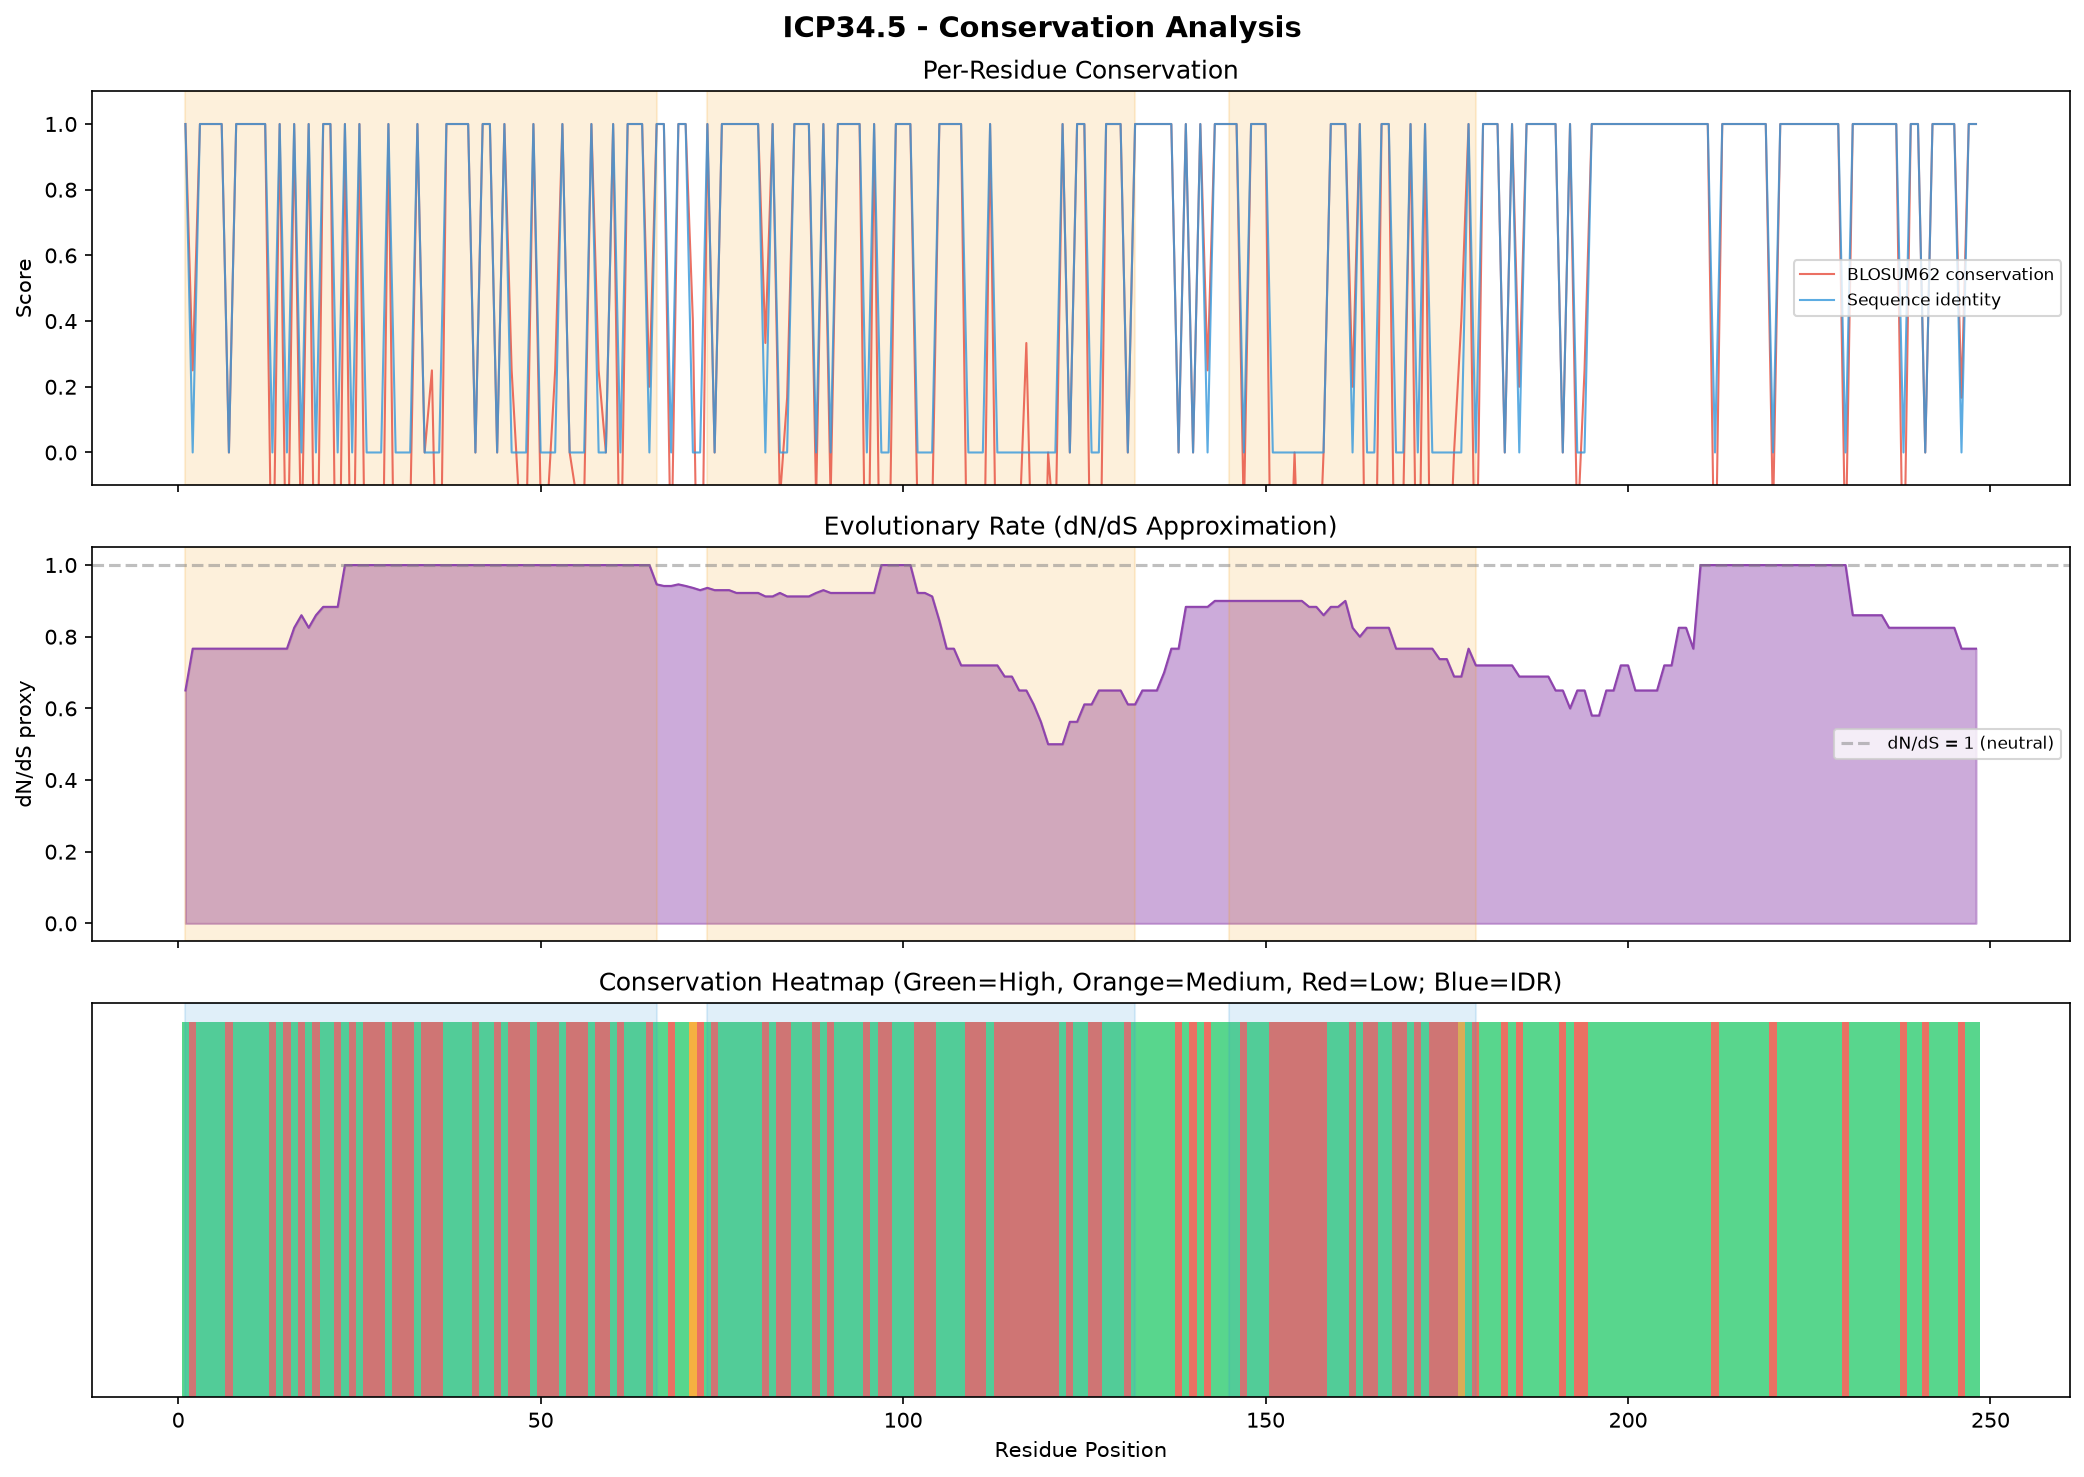 ICP34.5 - Conservation Analysis
Per-Residue Conservation
1.0
0.8
0.6
0.4
0.2
0.0
Score
BLOSUM62 conservation
Sequence identity
Evolutionary Rate (dN/dS Approximation)
1.0
0.8
0.6
0.4
0.2
0.0
dN/dS proxy
dN/dS = 1 (neutral)
Conservation Heatmap (Green=High, Orange=Medium, Red=Low; Blue=IDR)
0 50 100 150 200 250
Residue Position